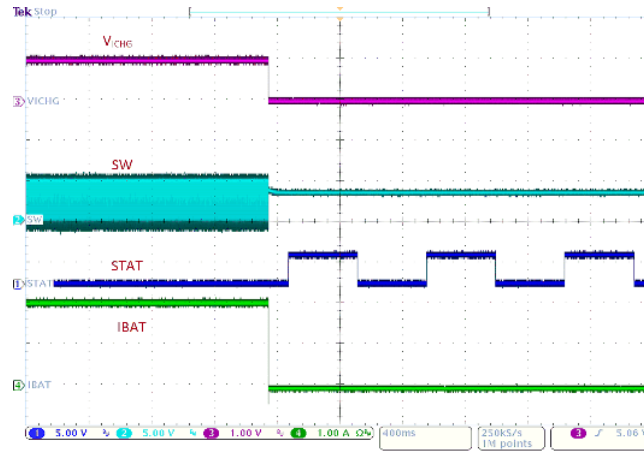 Tek Stop
VICHG
3 VICHG
SW
2 SW
STAT
1 STAT
IBAT
4 IBAT
1 5.00 V 2 5.00 V 3 1.00 V 4 1.00 A Ω 400ms 250kS/s 3 5.06 V
1M points